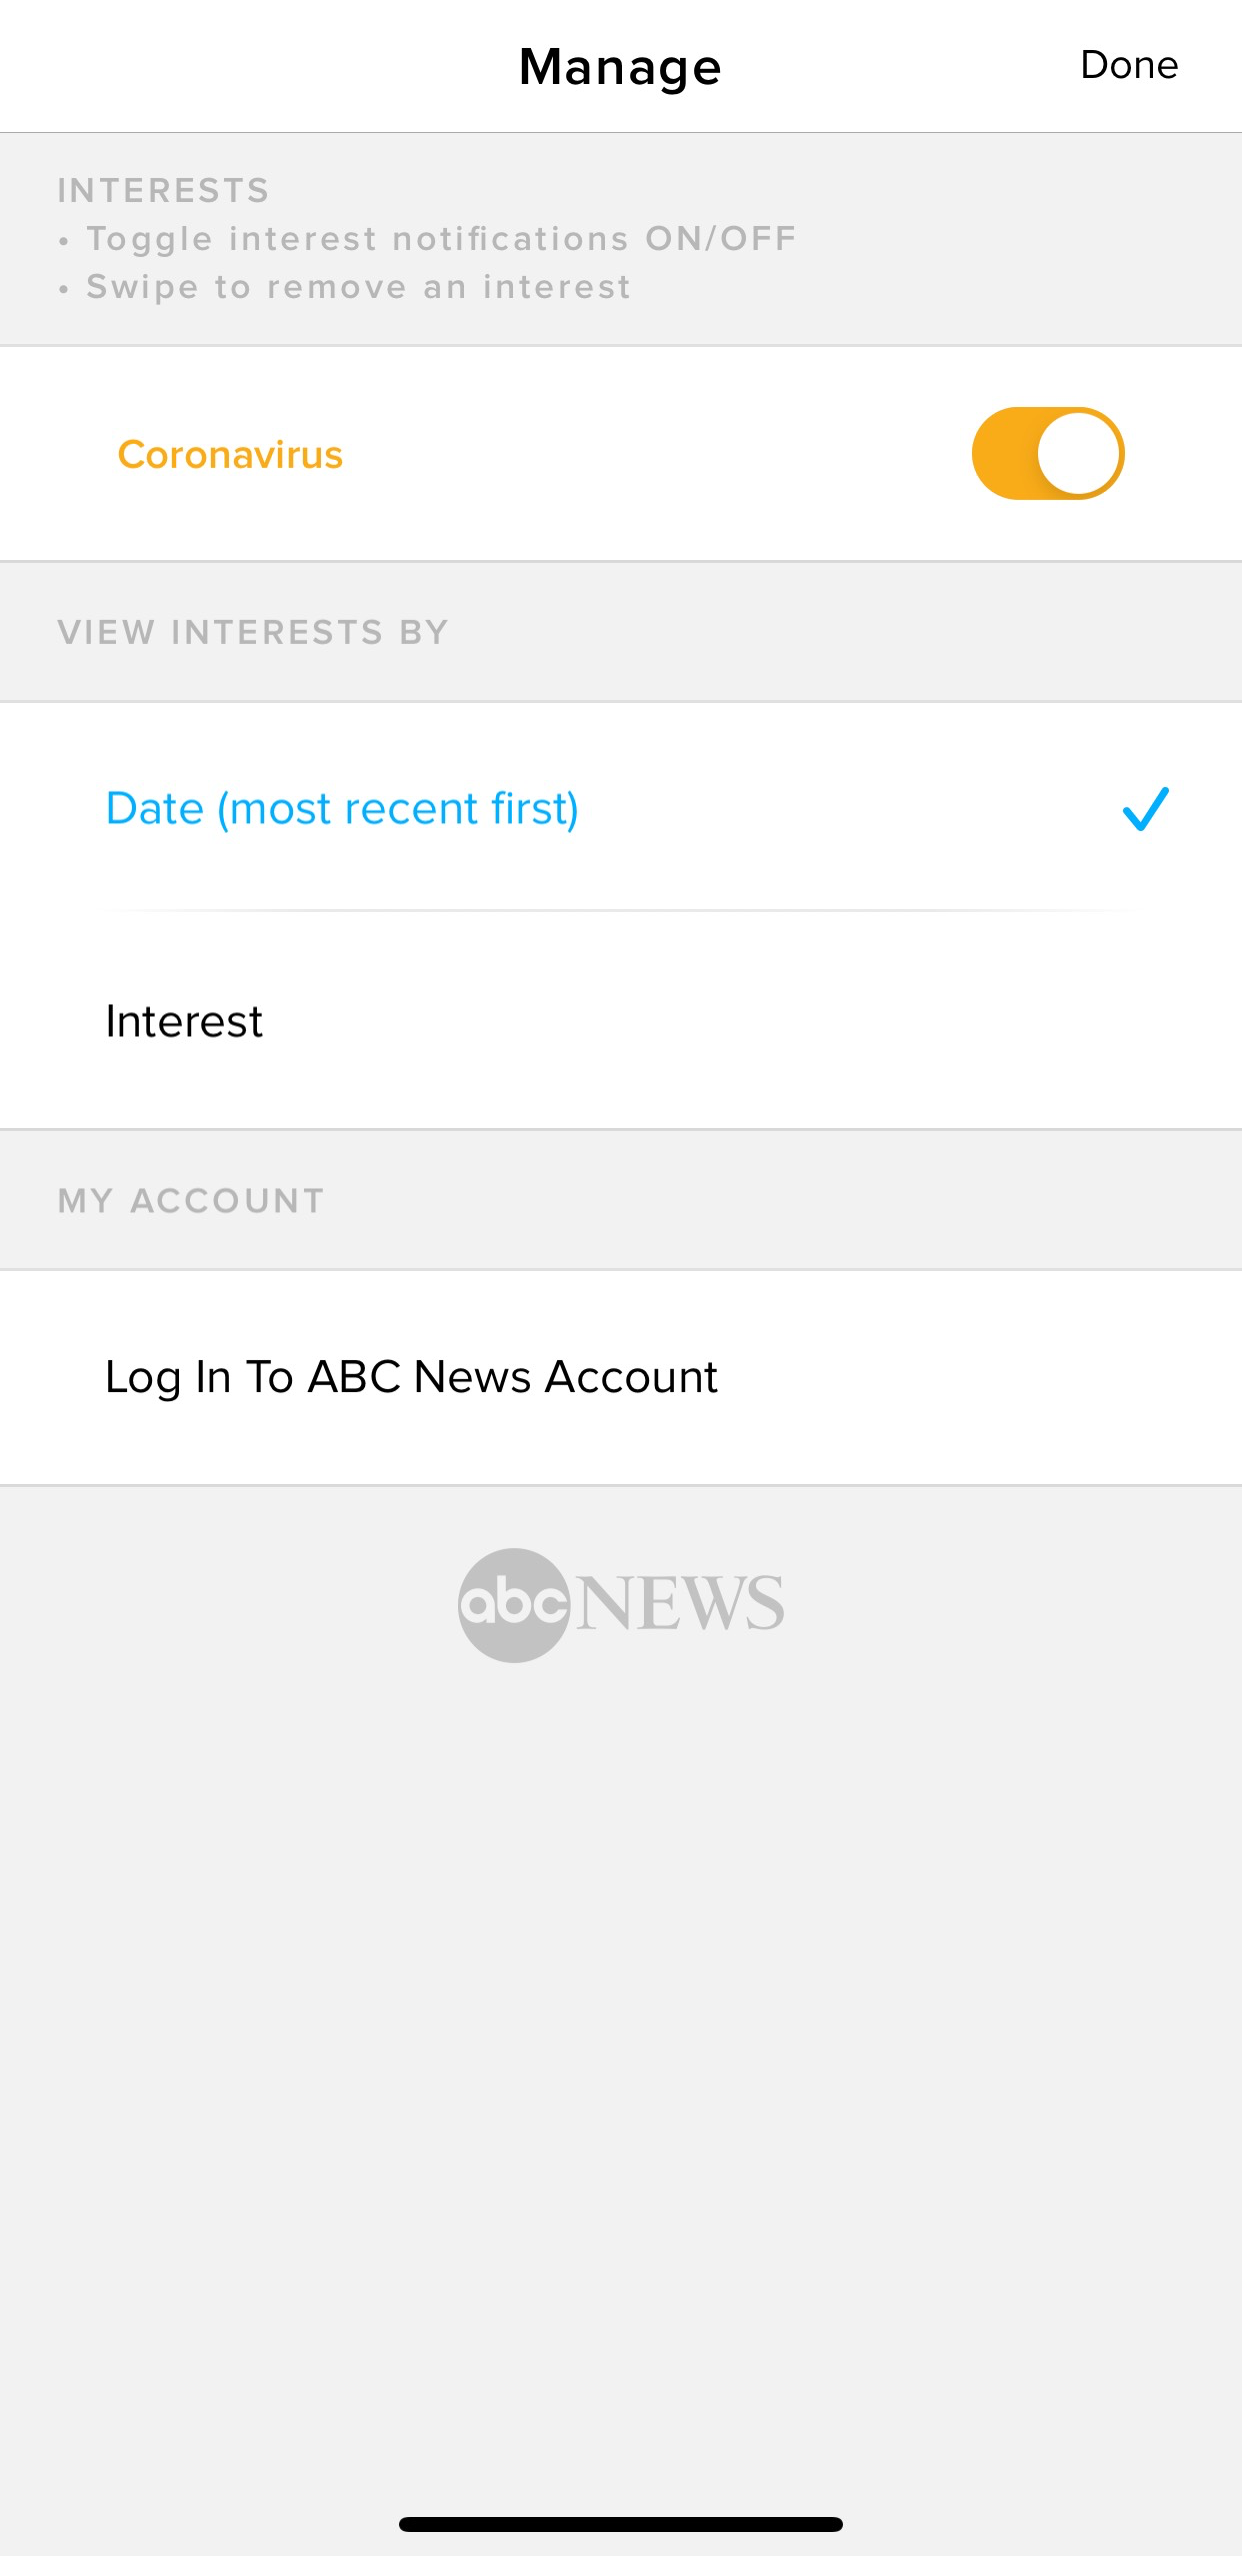 Manage
Done
INTERESTS
• Toggle interest notifications ON/OFF
• Swipe to remove an interest
Coronavirus
VIEW INTERESTS BY
Date (most recent first)
Interest
MY ACCOUNT
Log In To ABC News Account
abc NEWS